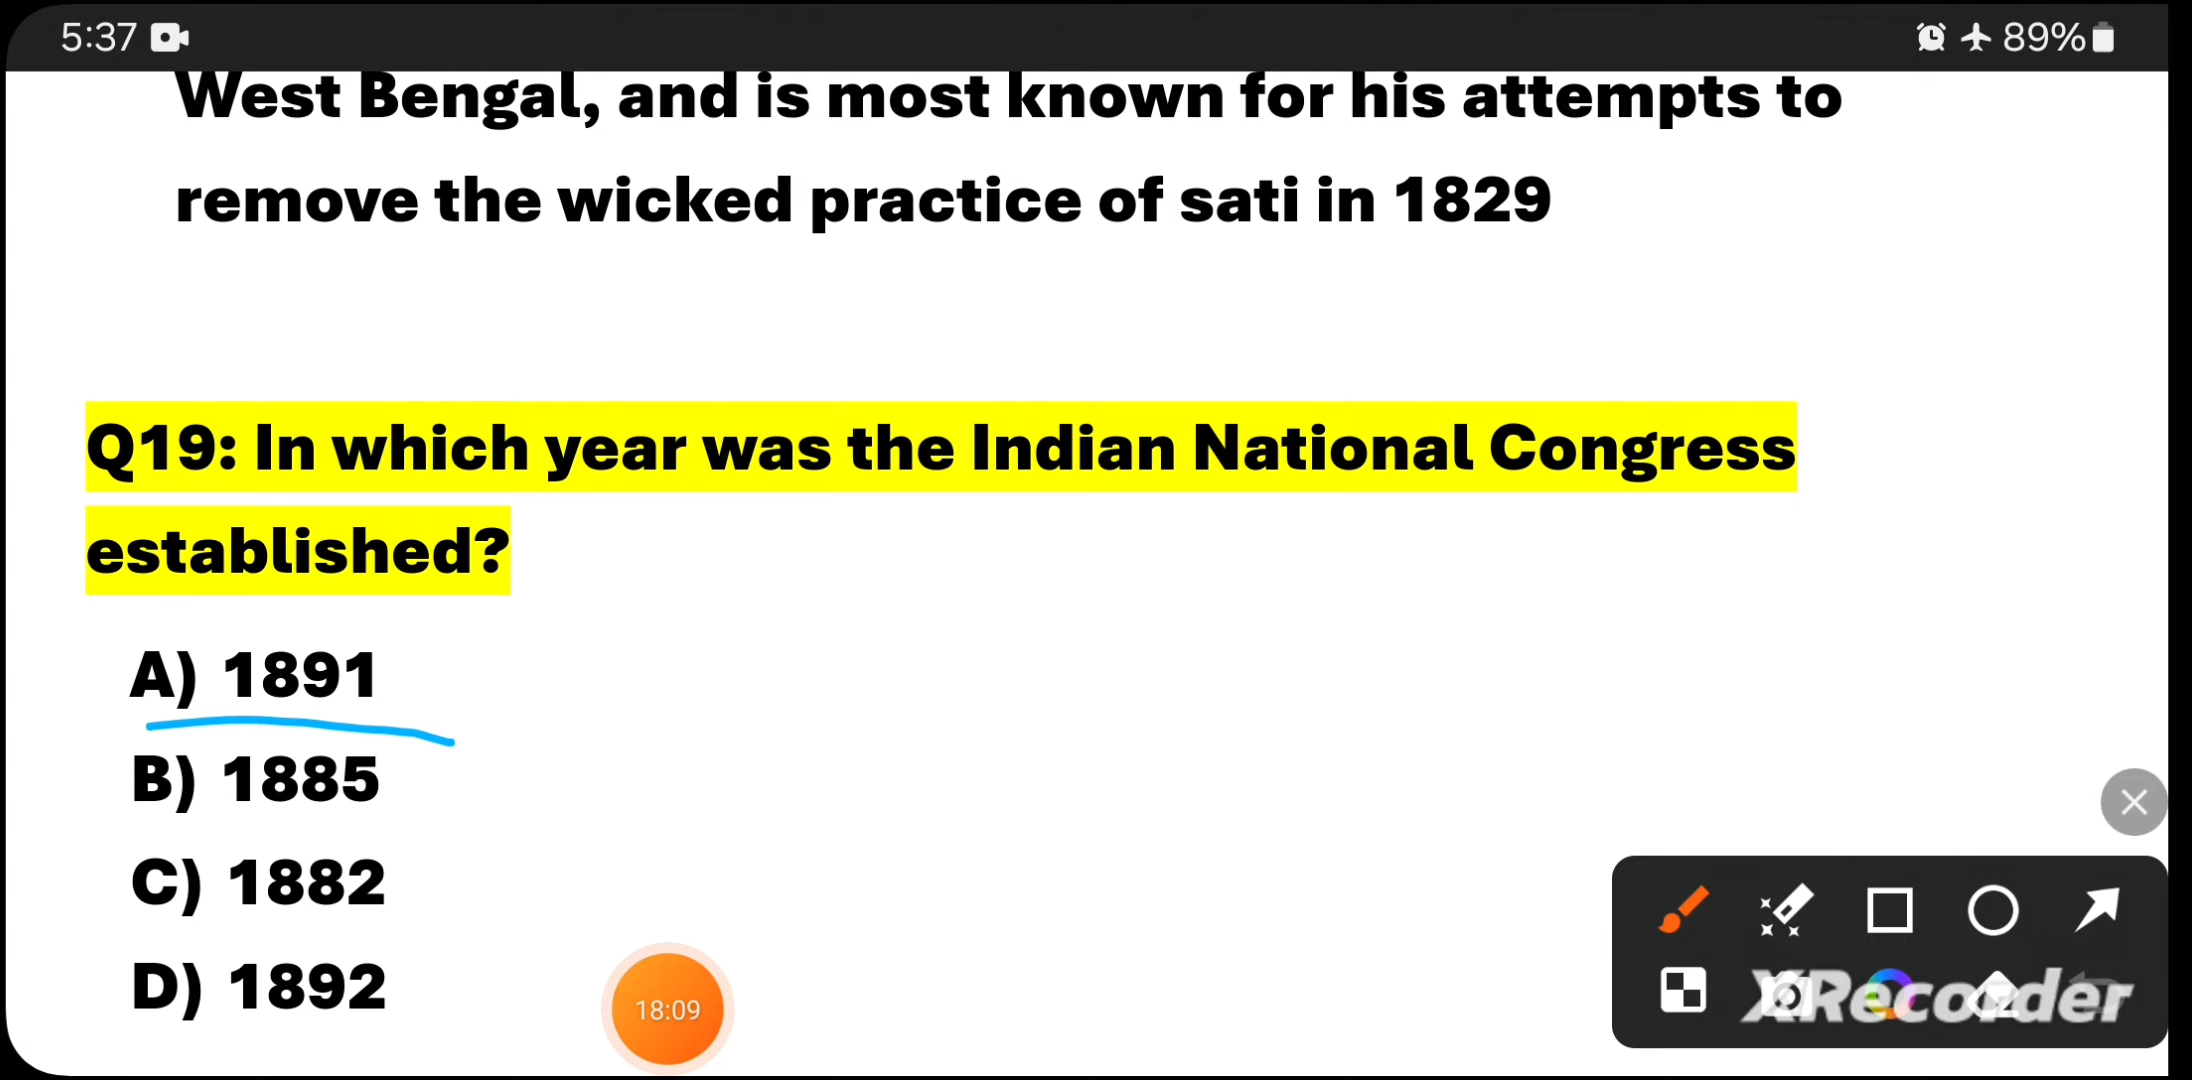 5:37 89%
West Bengal, and is most known for his attempts to
remove the wicked practice of sati in 1829
Q19: In which year was the Indian National Congress
established?
A) 1891
B) 1885
C) 1882
D) 1892
18:09
XRecorder